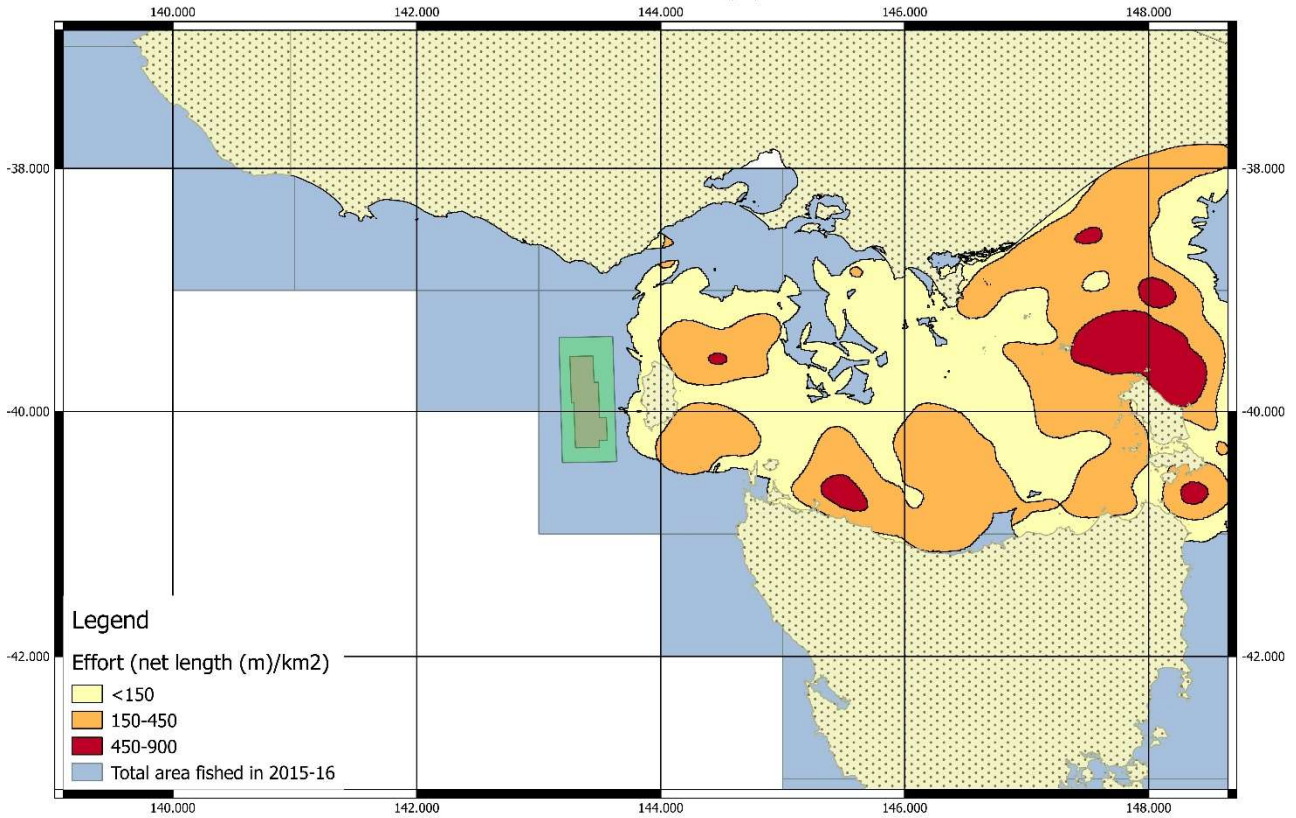 140.000 142.000 144.000 146.000 148.000
-38.000 -38.000
-40.000 -40.000
-42.000 -42.000
Legend
Effort (net length (m)/km2)
<150
150-450
450-900
Total area fished in 2015-16
140.000 142.000 144.000 146.000 148.000